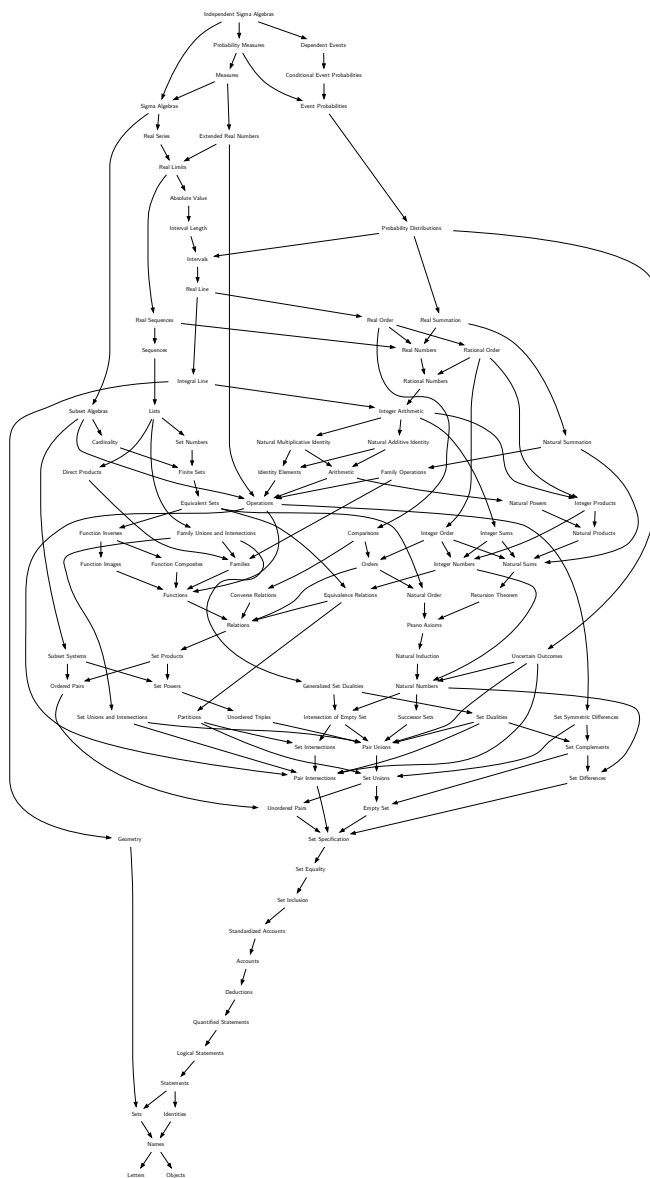 Independent Sigma Algebras
Probability Measures
Dependent Events
Measures
Conditional Event Probabilities
Sigma Algebras
Event Probabilities
Real Series
Extended Real Numbers
Real Limits
Absolute Value
Interval Length
Probability Distributions
Intervals
Real Line
Real Sequences
Real Order
Real Summation
Sequences
Real Numbers
Rational Order
Integral Line
Rational Numbers
Subset Algebras
Lists
Integer Arithmetic
Cardinality
Set Numbers
Natural Multiplicative Identity
Natural Additive Identity
Natural Summation
Direct Products
Finite Sets
Identity Elements
Arithmetic
Family Operations
Equivalent Sets
Operations
Natural Powers
Integer Products
Function Inverses
Family Unions and Intersections
Comparisons
Integer Order
Integer Sums
Natural Products
Function Images
Function Composites
Families
Orders
Integer Numbers
Natural Sums
Functions
Converse Relations
Equivalence Relations
Natural Order
Recursion Theorem
Relations
Peano Axioms
Subset Systems
Set Products
Natural Induction
Uncertain Outcomes
Ordered Pairs
Set Powers
Generalized Set Dualities
Natural Numbers
Set Unions and Intersections
Partitions
Unordered Triples
Intersection of Empty Set
Successor Sets
Set Dualities
Set Symmetric Differences
Set Intersections
Pair Unions
Set Complements
Pair Intersections
Set Unions
Set Differences
Unordered Pairs
Empty Set
Geometry
Set Specification
Set Equality
Set Inclusion
Standardized Accounts
Accounts
Deductions
Quantified Statements
Logical Statements
Statements
Sets
Identities
Names
Letters
Objects